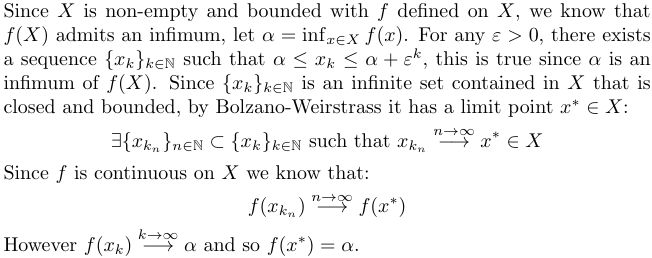 Since X is non-empty and bounded with f defined on X, we know that
f(X) admits an infimum, let α = inf_{x∈X} f(x). For any ε > 0, there exists
a sequence {x_k}_{k∈ℕ} such that α ≤ x_k ≤ α + ε^k, this is true since α is an
infimum of f(X). Since {x_k}_{k∈ℕ} is an infinite set contained in X that is
closed and bounded, by Bolzano-Weirstrass it has a limit point x* ∈ X:
∃{x_{k_n}}_{n∈ℕ} ⊂ {x_k}_{k∈ℕ} such that x_{k_n} \xrightarrow{n→∞} x* ∈ X
Since f is continuous on X we know that:
f(x_{k_n}) \xrightarrow{n→∞} f(x*)
However f(x_k) \xrightarrow{k→∞} α and so f(x*) = α.